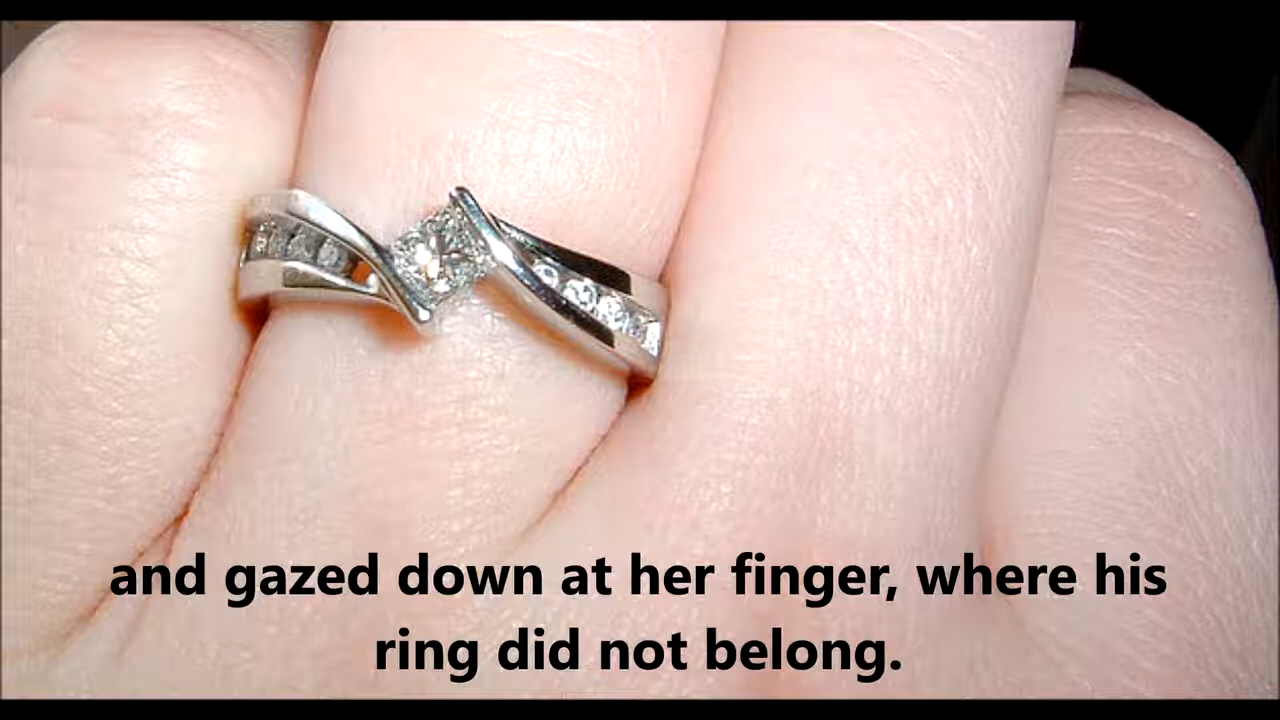 and gazed down at her finger, where his
ring did not belong.